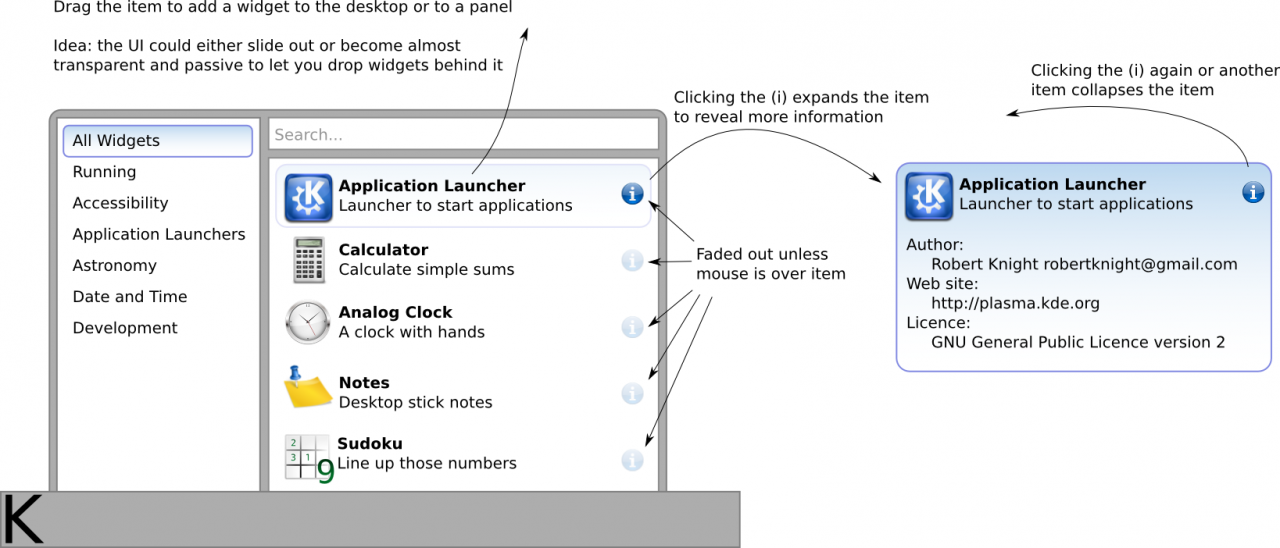 Drag the item to add a widget to the desktop or to a panel
Idea: the UI could either slide out or become almost
transparent and passive to let you drop widgets behind it
Clicking the (i) expands the item
to reveal more information
Clicking the (i) again or another
item collapses the item
All Widgets
Running
Accessibility
Application Launchers
Astronomy
Date and Time
Development
Search...
Application Launcher
Launcher to start applications
i
Calculator
Calculate simple sums
i
Analog Clock
A clock with hands
i
Notes
Desktop stick notes
i
2
3 1
9
Sudoku
Line up those numbers
i
Faded out unless
mouse is over item
K
Application Launcher
Launcher to start applications
i
Author:
Robert Knight robertknight@gmail.com
Web site:
http://plasma.kde.org
Licence:
GNU General Public Licence version 2
K